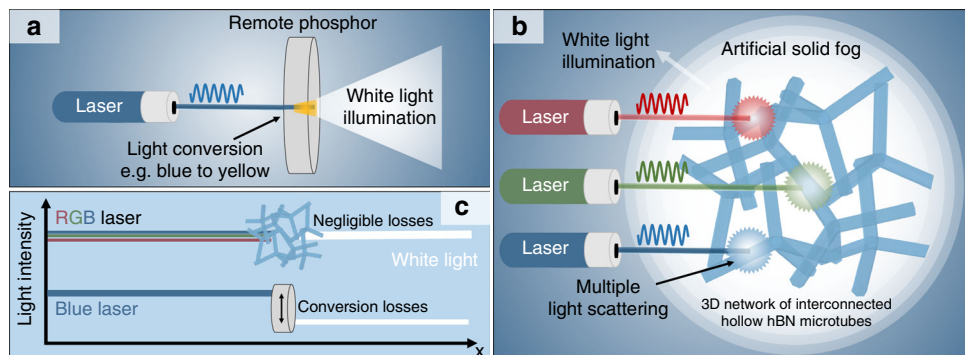 a
Remote phosphor
Laser
White light
illumination
Light conversion
e.g. blue to yellow
b
White light
illumination
Artificial solid fog
Laser
Laser
Laser
Multiple
light scattering
3D network of interconnected
hollow hBN microtubes
c
Light intensity
RGB laser
Negligible losses
White light
Blue laser
Conversion losses
x